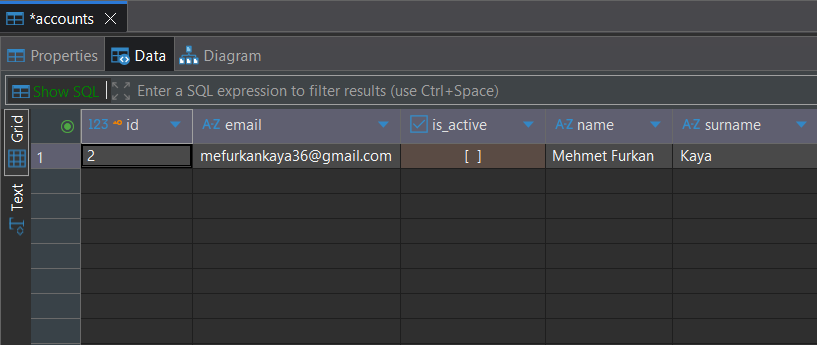 *accounts
Properties Data Diagram
Show SQL Enter a SQL expression to filter results (use Ctrl+Space)
Grid
Text
123 id A-Z email is_active A-Z name A-Z surname
1 2 mefurkankaya36@gmail.com [ ] Mehmet Furkan Kaya